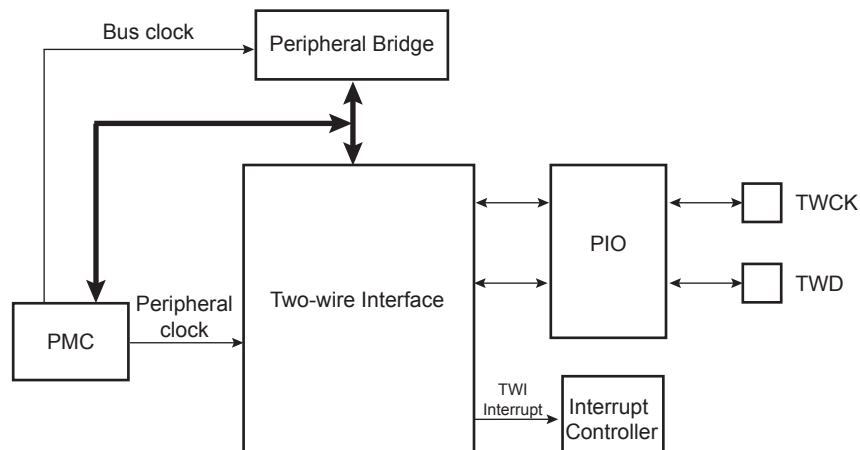 Bus clock
Peripheral Bridge
TWCK
PIO
TWD
Two-wire Interface
Peripheral
clock
PMC
TWI
Interrupt
Interrupt
Controller